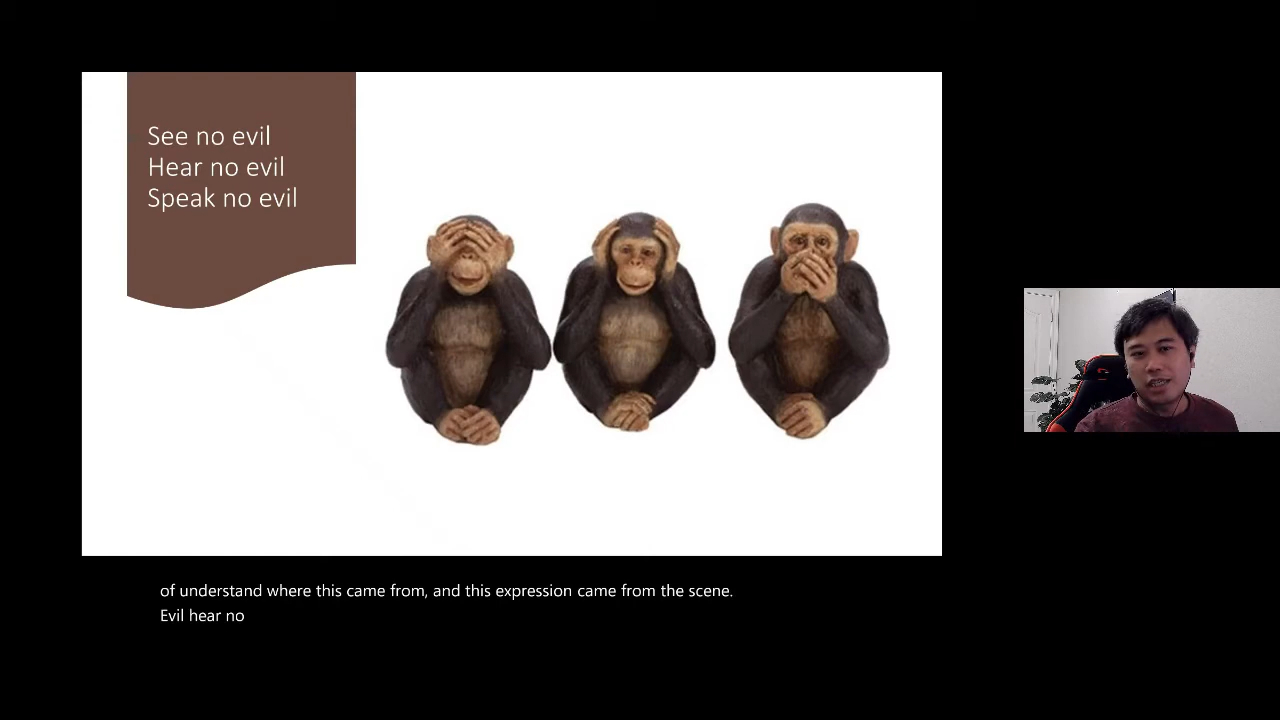 See no evil
Hear no evil
Speak no evil
of understand where this came from, and this expression came from the scene.
Evil hear no